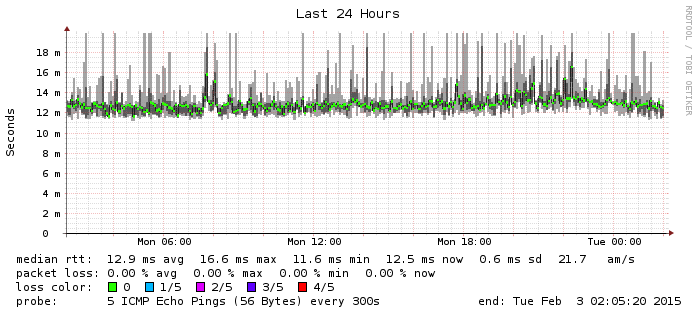 Last 24 Hours
RRDTOOL / TOBI OETIKER
Seconds
18 m
16 m
14 m
12 m
10 m
8 m
6 m
4 m
2 m
0
Mon 06:00 Mon 12:00 Mon 18:00 Tue 00:00
median rtt: 12.9 ms avg 16.6 ms max 11.6 ms min 12.5 ms now 0.6 ms sd 21.7 am/s
packet loss: 0.00 % avg 0.00 % max 0.00 % min 0.00 % now
loss color: 0 1/5 2/5 3/5 4/5
probe: 5 ICMP Echo Pings (56 Bytes) every 300s end: Tue Feb 3 02:05:20 2015